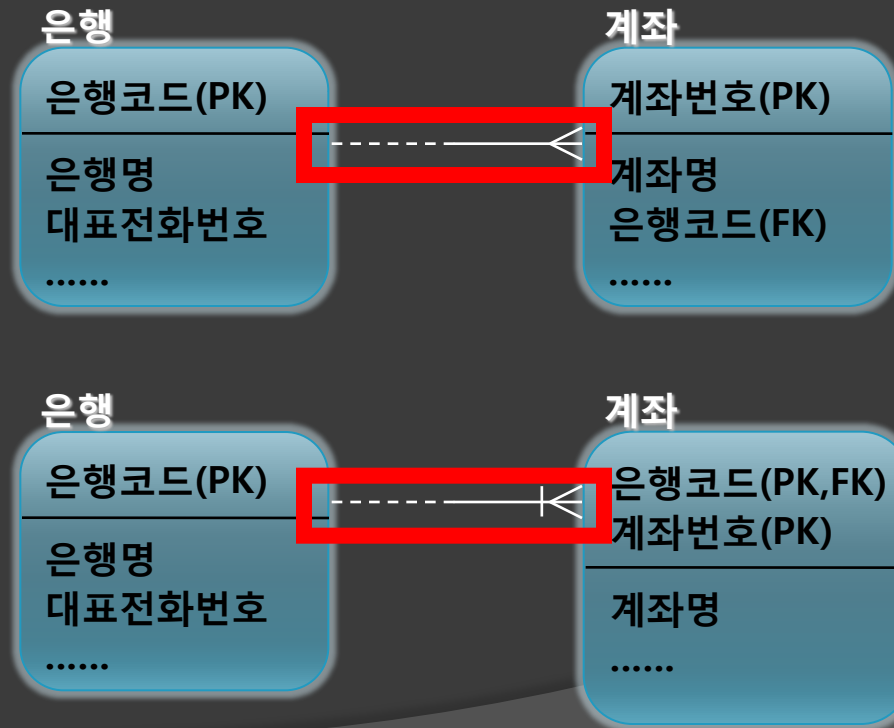 은행
은행코드(PK)
은행명
대표전화번호
......
계좌
계좌번호(PK)
계좌명
은행코드(FK)
......
은행
은행코드(PK)
은행명
대표전화번호
......
계좌
은행코드(PK,FK)
계좌번호(PK)
계좌명
......